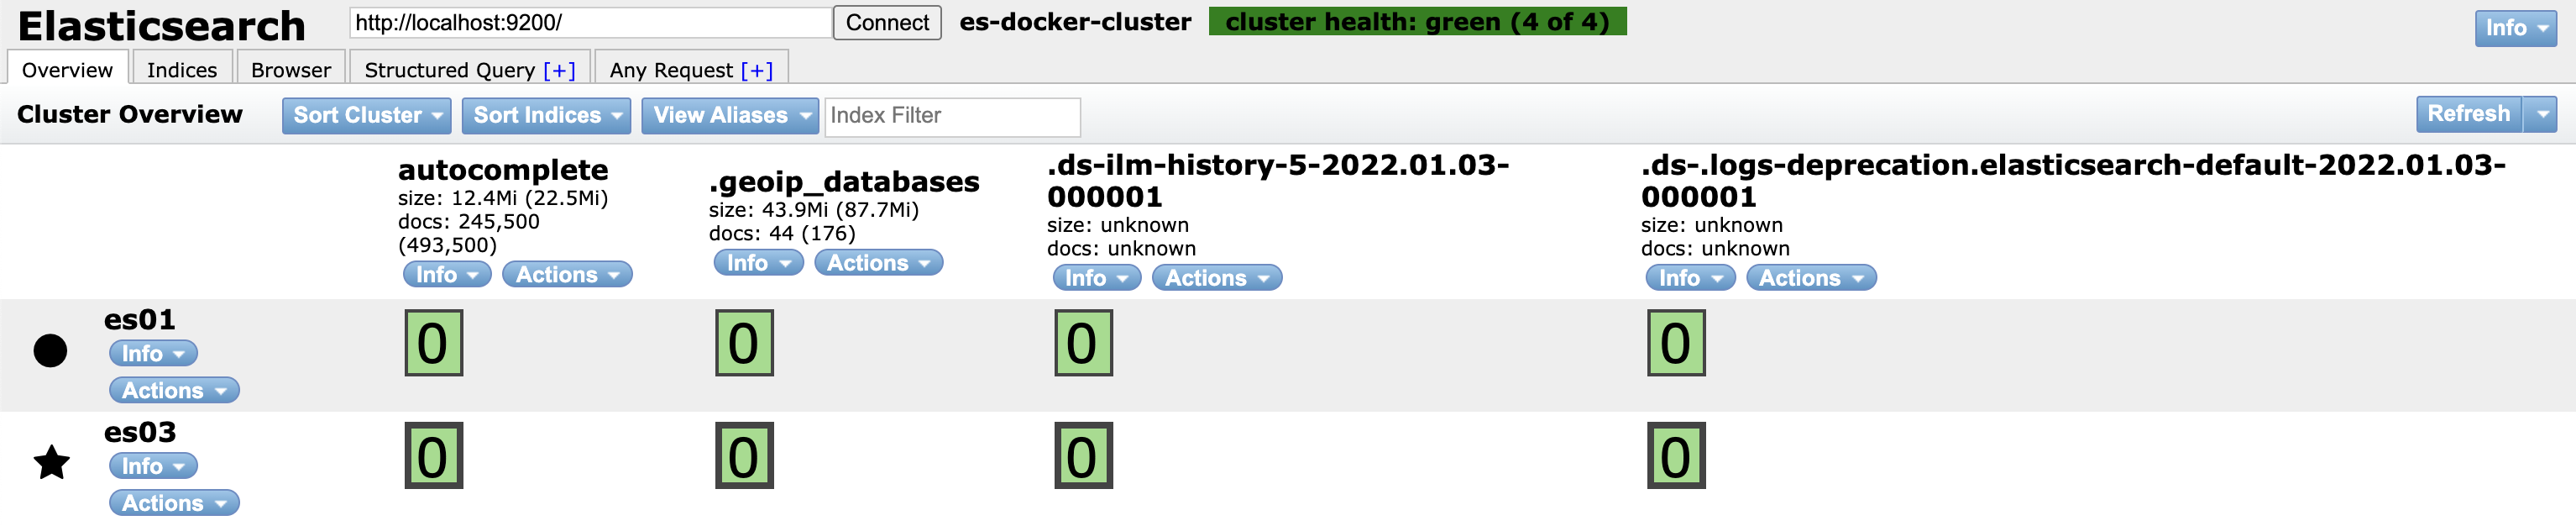 Elasticsearch http://localhost:9200/ Connect es-docker-cluster cluster health: green (4 of 4) Info
Overview Indices Browser Structured Query [+] Any Request [+]
Cluster Overview Sort Cluster Sort Indices View Aliases Index Filter Refresh
autocomplete
size: 12.4Mi (22.5Mi)
docs: 245,500
(493,500)
Info Actions
.geoip_databases
size: 43.9Mi (87.7Mi)
docs: 44 (176)
Info Actions
.ds-ilm-history-5-2022.01.03-
000001
size: unknown
docs: unknown
Info Actions
.ds-.logs-deprecation.elasticsearch-default-2022.01.03-
000001
size: unknown
docs: unknown
Info Actions
es01
Info
Actions
0 0 0 0
es03
Info
Actions
0 0 0 0